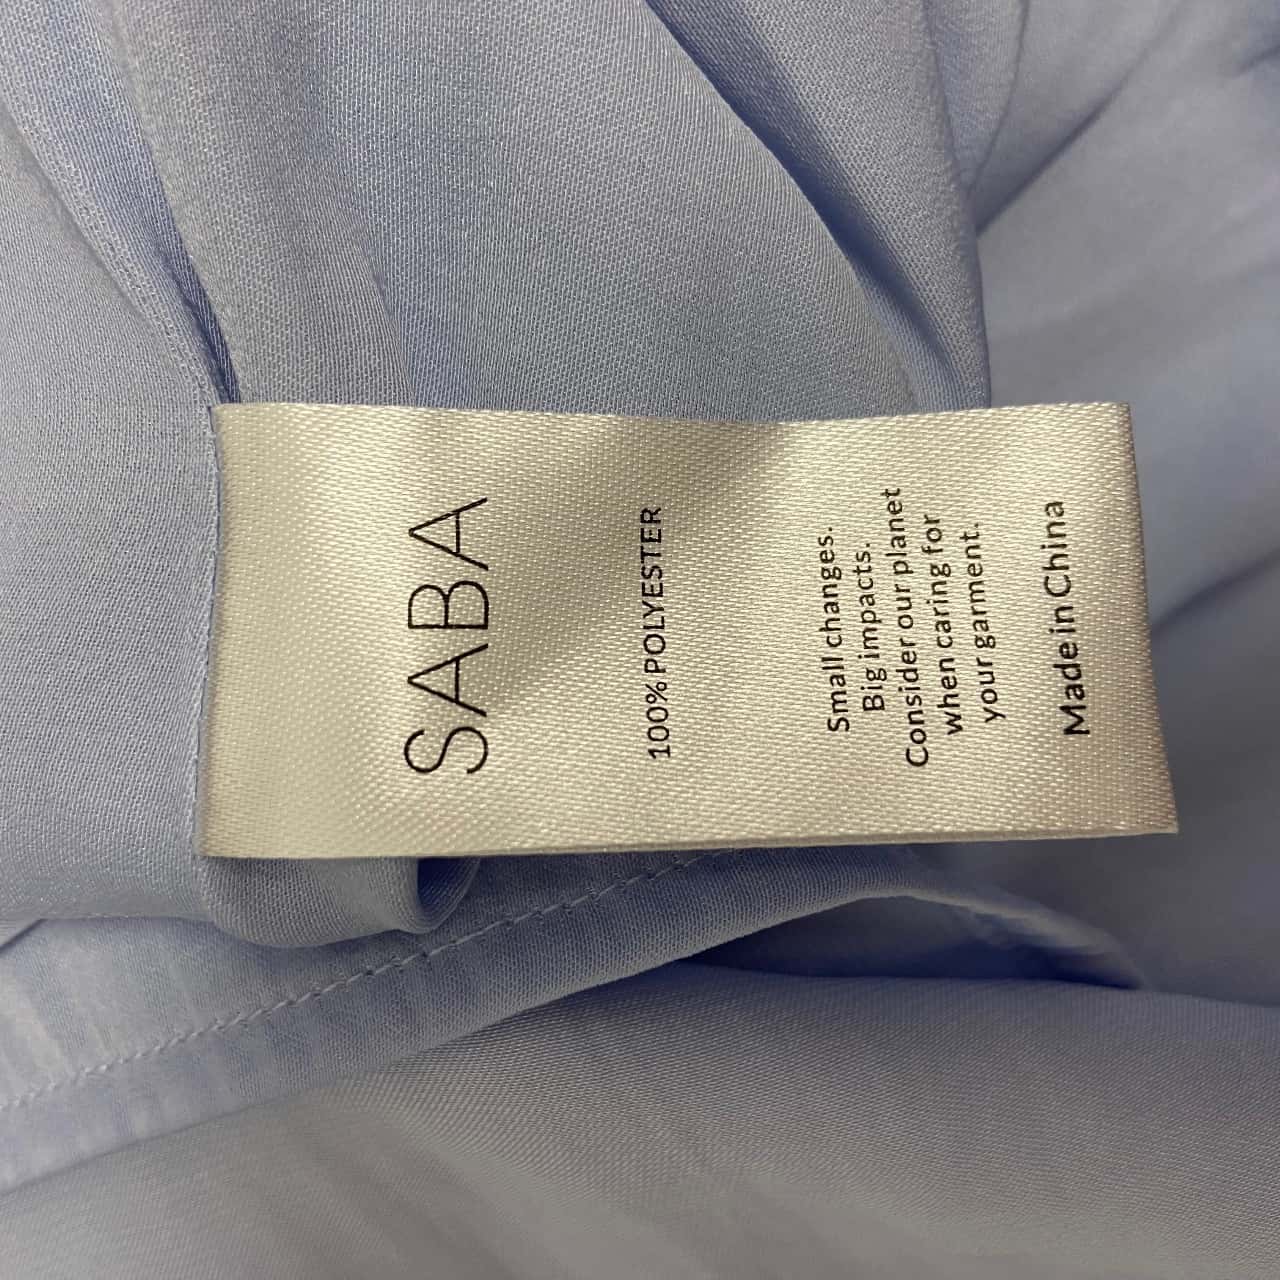 SABA
100% POLYESTER
Small changes.
Big impacts.
Consider our planet
when caring for
your garment.
Made in China